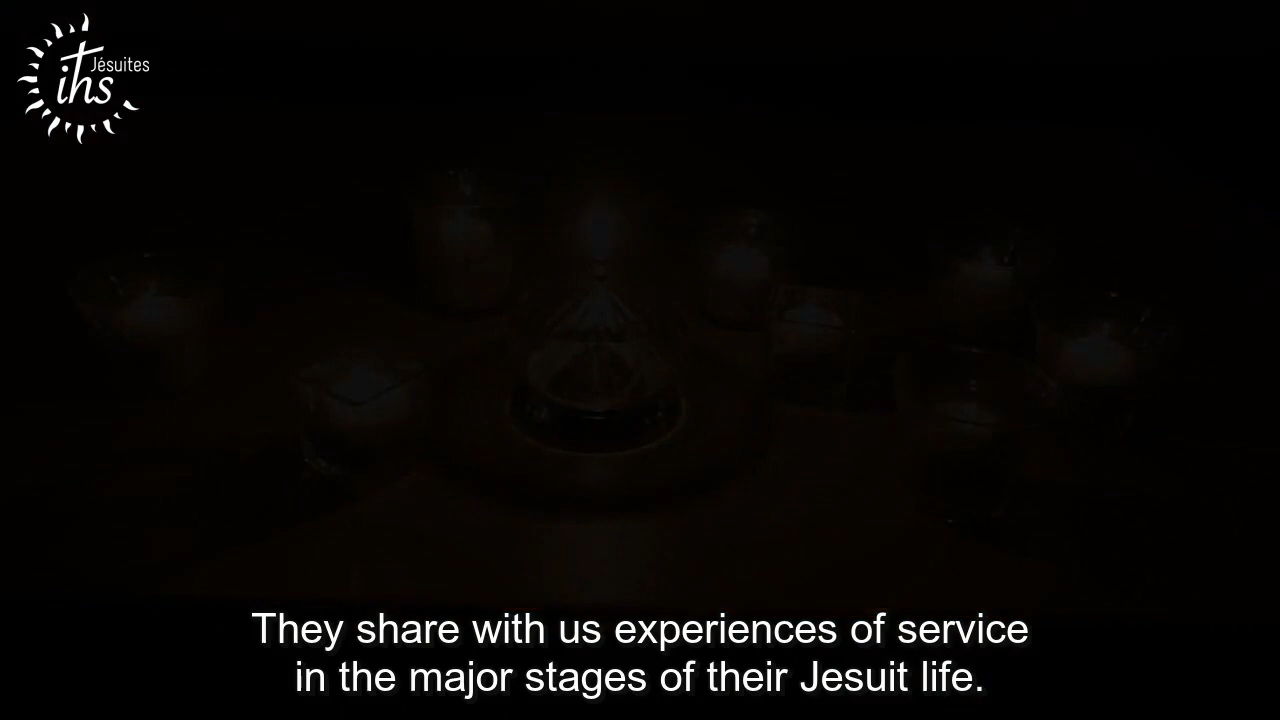 Jésuites
ihs
They share with us experiences of service
in the major stages of their Jesuit life.